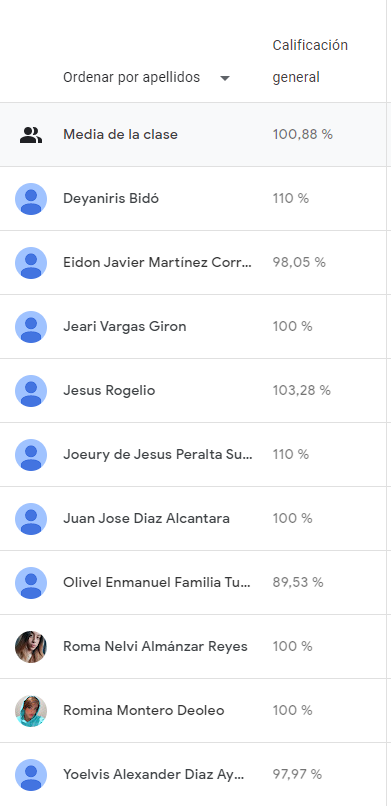 Calificación
Ordenar por apellidos general
Media de la clase 100,88 %
Deyaniris Bidó 110 %
Eidon Javier Martínez Corr... 98,05 %
Jeari Vargas Giron 100 %
Jesus Rogelio 103,28 %
Joeury de Jesus Peralta Su... 110 %
Juan Jose Diaz Alcantara 100 %
Olivel Enmanuel Familia Tu... 89,53 %
Roma Nelvi Almánzar Reyes 100 %
Romina Montero Deoleo 100 %
Yoelvis Alexander Diaz Ay... 97,97 %